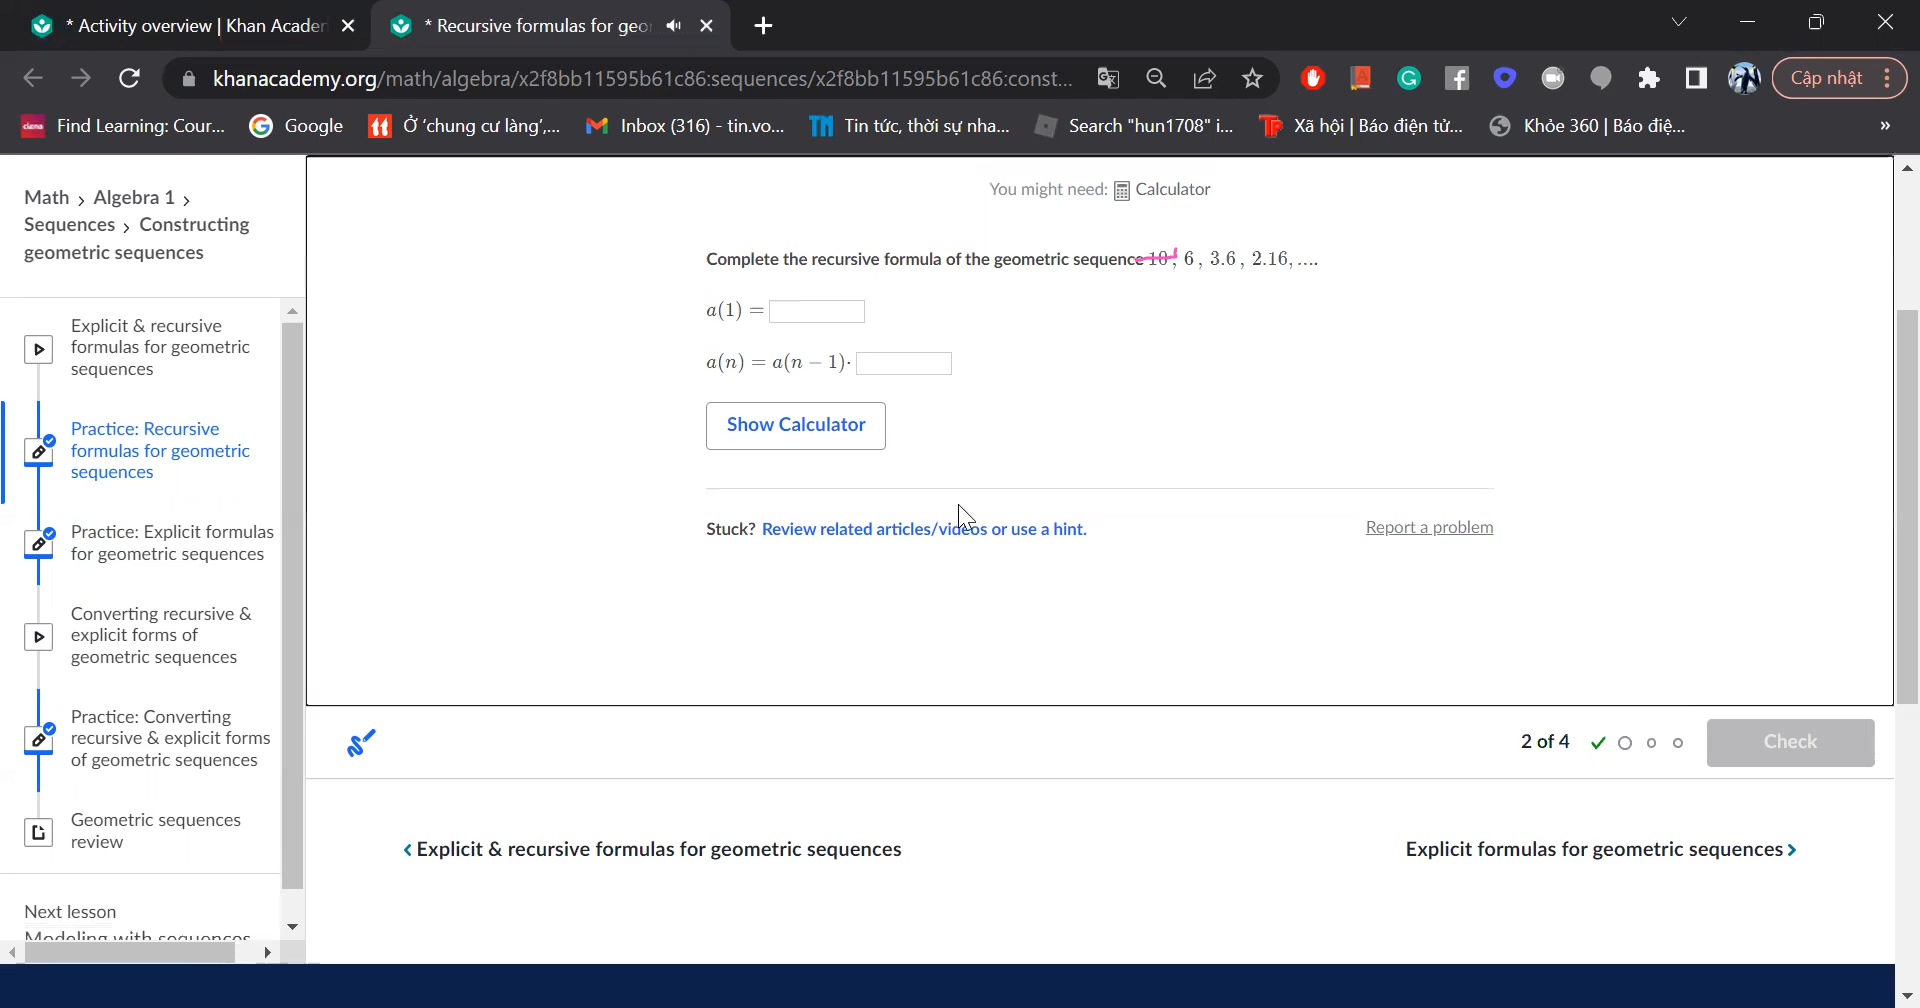 * Activity overview | Khan Acader
* Recursive formulas for geor
khanacademy.org/math/algebra/x2f8bb11595b61c86:sequences/x2f8bb11595b61c86:const...
Cập nhật
ciena Find Learning: Cour...
Google
Ở 'chung cư làng',...
Inbox (316) - tin.vo...
TN Tin tức, thời sự nha...
Search "hun1708" i...
TP Xã hội | Báo điện tử...
Khỏe 360 | Báo điệ...
»
Math › Algebra 1 ›
Sequences › Constructing
geometric sequences
Explicit & recursive
formulas for geometric
sequences
Practice: Recursive
formulas for geometric
sequences
Practice: Explicit formulas
for geometric sequences
Converting recursive &
explicit forms of
geometric sequences
Practice: Converting
recursive & explicit forms
of geometric sequences
Geometric sequences
review
Next lesson
Modeling with sequences
You might need: Calculator
Complete the recursive formula of the geometric sequence 10, 6, 3.6, 2.16, ....
a(1) =
a(n) = a(n − 1)·
Show Calculator
Stuck? Review related articles/videos or use a hint.
Report a problem
2 of 4
Check
‹ Explicit & recursive formulas for geometric sequences
Explicit formulas for geometric sequences ›